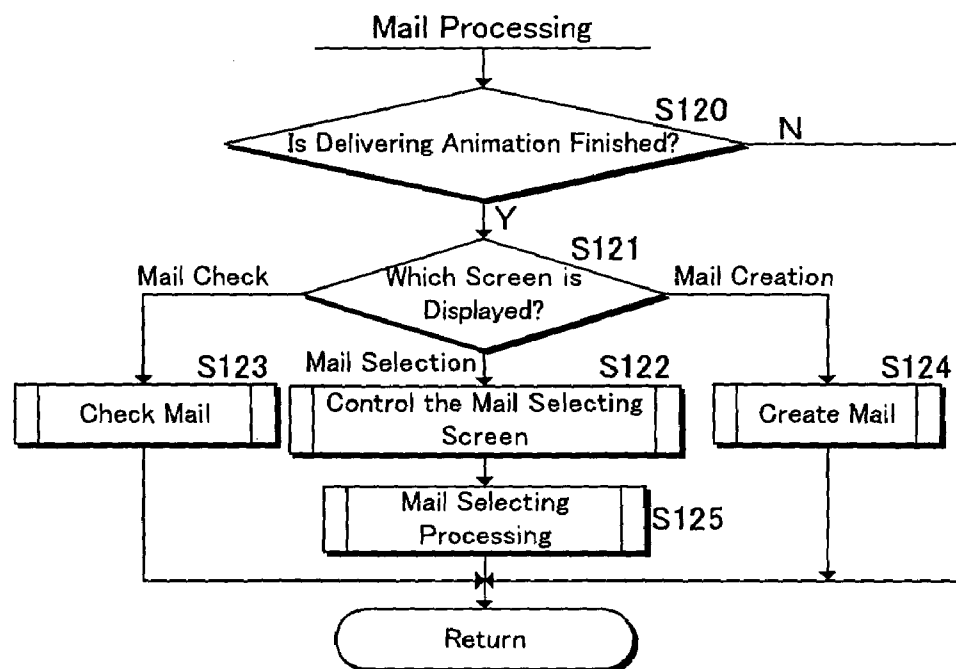 Mail Processing
S120
Is Delivering Animation Finished?
N
Y
S121
Mail Check
Which Screen is
Displayed?
Mail Creation
Mail Selection
S123
S122
S124
Check Mail
Control the Mail Selecting
Screen
Create Mail
Mail Selecting
Processing
S125
Return